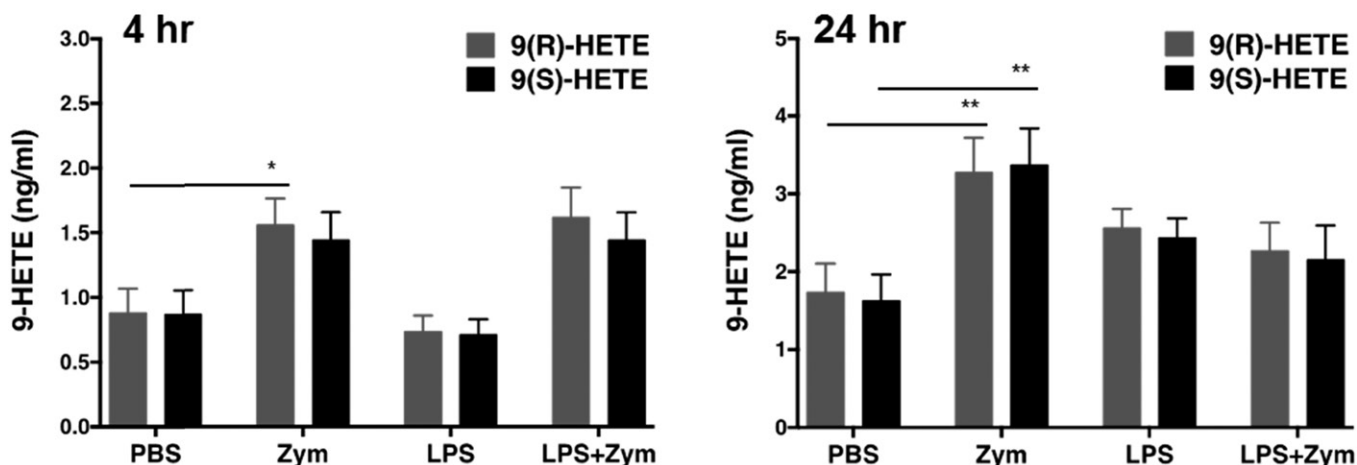 4 hr
9(R)-HETE
9(S)-HETE
9-HETE (ng/ml)
3.0
2.5
2.0
1.5
1.0
0.5
0.0
*
PBS Zym LPS LPS+Zym
24 hr
9(R)-HETE
9(S)-HETE
9-HETE (ng/ml)
5
4
3
2
1
0
**
**
PBS Zym LPS LPS+Zym